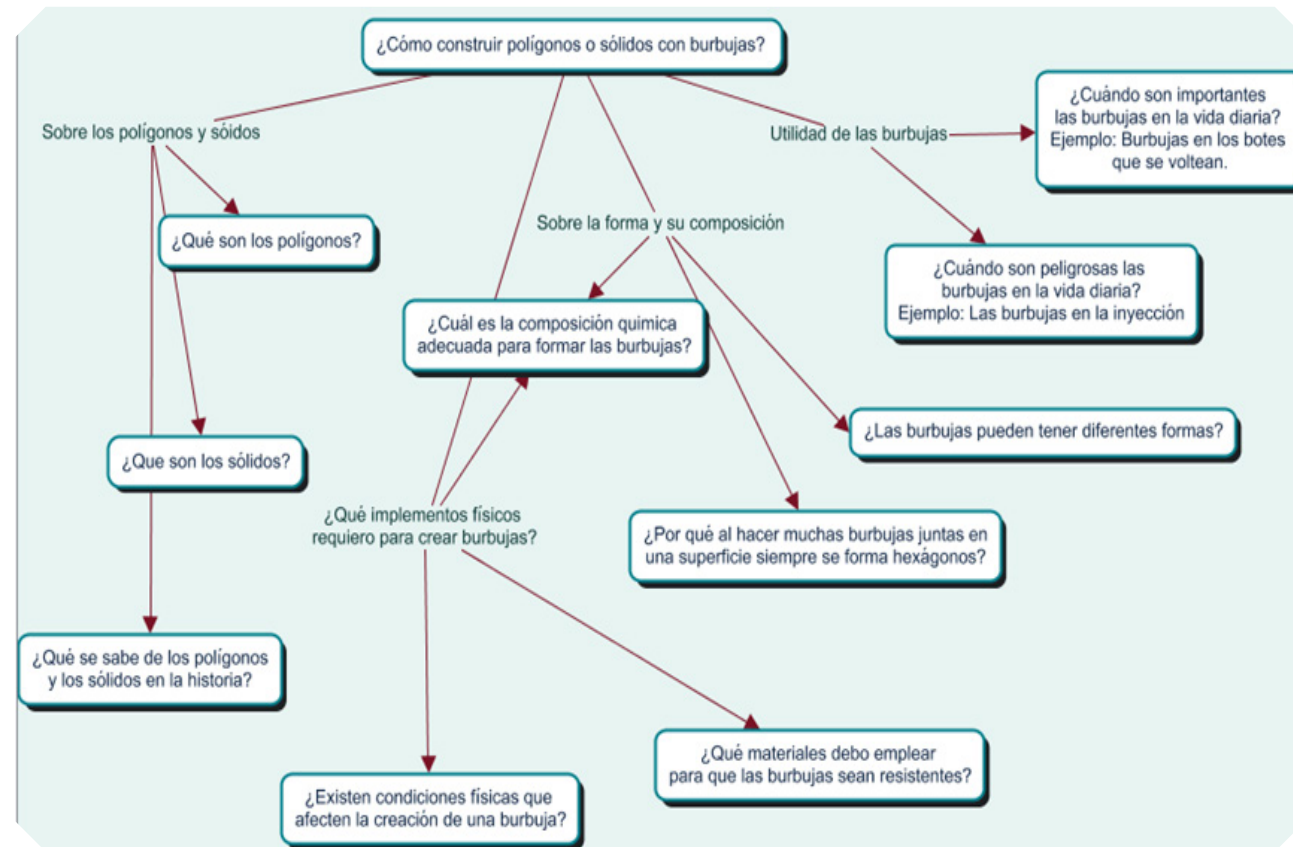 ¿Cómo construir polígonos o sólidos con burbujas?
Sobre los polígonos y sóidos
¿Qué son los polígonos?
¿Que son los sólidos?
¿Qué se sabe de los polígonos
y los sólidos en la historia?
¿Qué implementos físicos
requiero para crear burbujas?
¿Existen condiciones físicas que
afecten la creación de una burbuja?
¿Qué materiales debo emplear
para que las burbujas sean resistentes?
Sobre la forma y su composición
¿Cuál es la composición quimica
adecuada para formar las burbujas?
¿Por qué al hacer muchas burbujas juntas en
una superficie siempre se forma hexágonos?
¿Las burbujas pueden tener diferentes formas?
Utilidad de las burbujas
¿Cuándo son importantes
las burbujas en la vida diaria?
Ejemplo: Burbujas en los botes
que se voltean.
¿Cuándo son peligrosas las
burbujas en la vida diaria?
Ejemplo: Las burbujas en la inyección